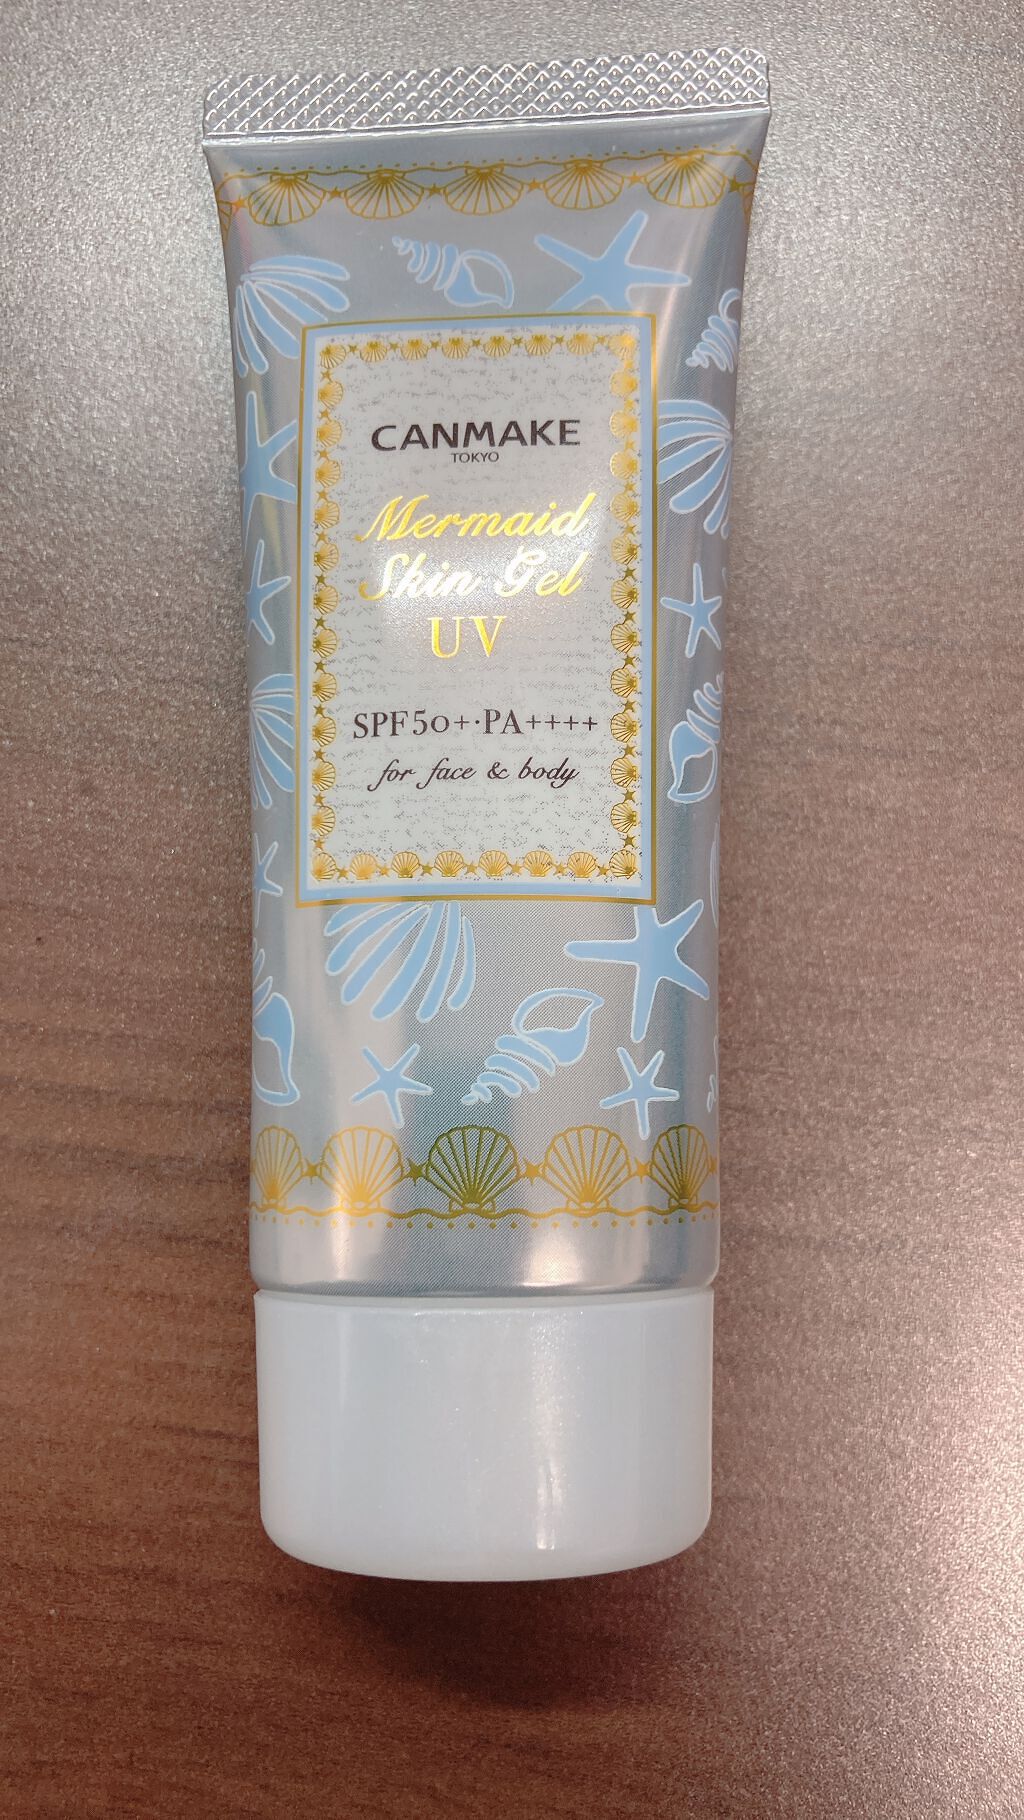 CANMAKE
TOKYO
Mermaid
Skin Gel
UV
SPF50+·PA++++
for face & body